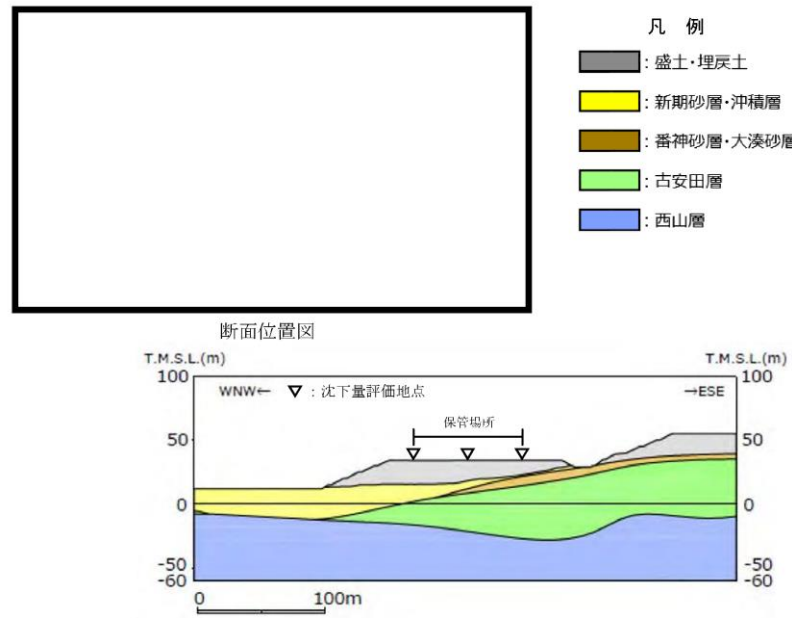 凡 例
：盛土・埋戻土
：新期砂層・沖積層
：番神砂層・大湊砂層
：古安田層
：西山層
断面位置図
T.M.S.L.(m)
T.M.S.L.(m)
100
100
WNW← ▽：沈下量評価地点
→ESE
保管場所
50
50
0
0
-50
-50
-60
-60
0 100m